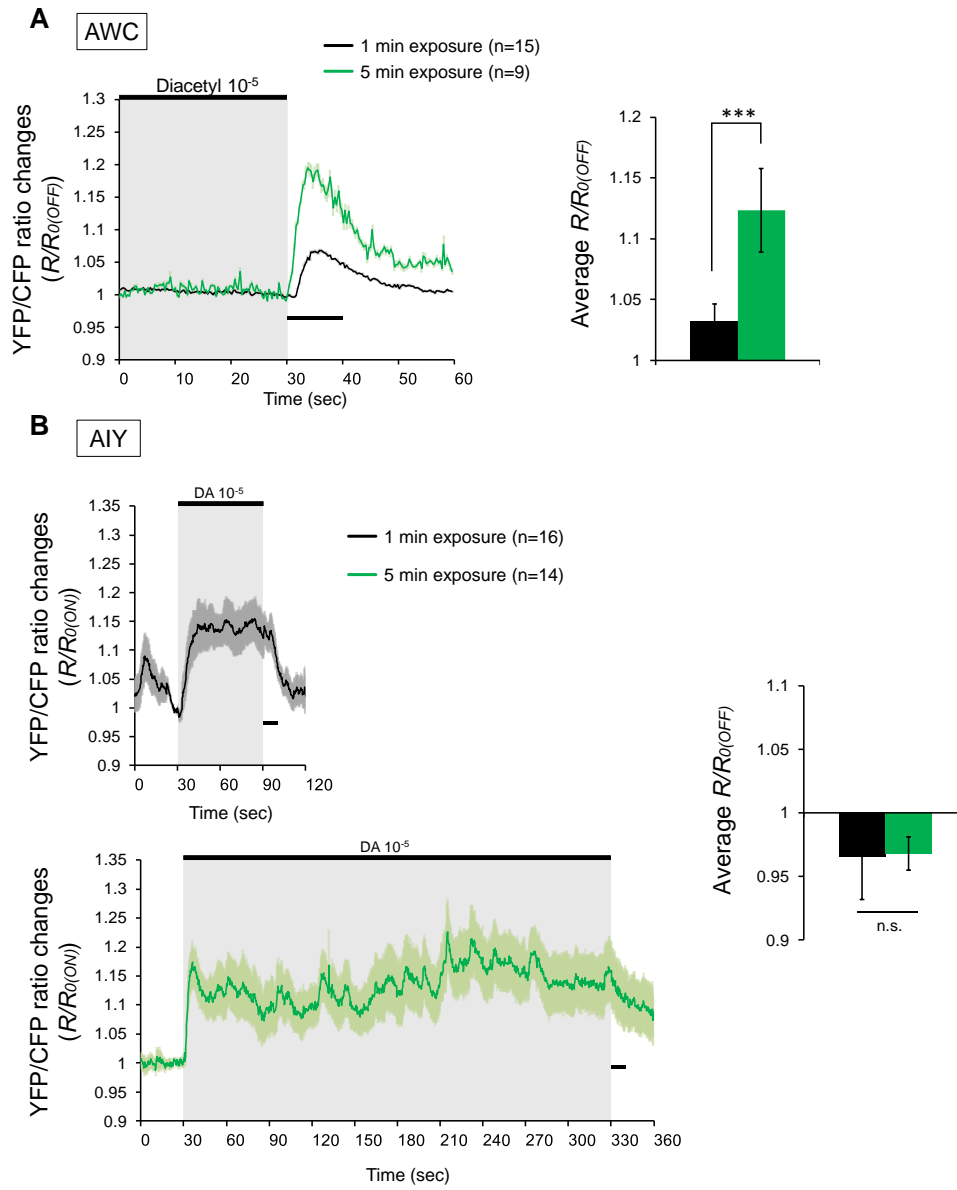 A
AWC
1 min exposure (n=15)
5 min exposure (n=9)
Diacetyl 10-5
YFP/CFP ratio changes
(R/R0(OFF))
1.3
1.25
1.2
1.15
1.1
1.05
1
0.95
0.9
0 10 20 30 40 50 60
Time (sec)
***
Average R/R0(OFF)
1.2
1.15
1.1
1.05
1
B
AIY
DA 10-5
1 min exposure (n=16)
5 min exposure (n=14)
YFP/CFP ratio changes
(R/R0(ON))
1.35
1.3
1.25
1.2
1.15
1.1
1.05
1
0.95
0.9
0 30 60 90 120
Time (sec)
Average R/R0(OFF)
1.1
1.05
1
0.95
0.9
n.s.
DA 10-5
YFP/CFP ratio changes
(R/R0(ON))
1.35
1.3
1.25
1.2
1.15
1.1
1.05
1
0.95
0.9
0 30 60 90 120 150 180 210 240 270 300 330 360
Time (sec)